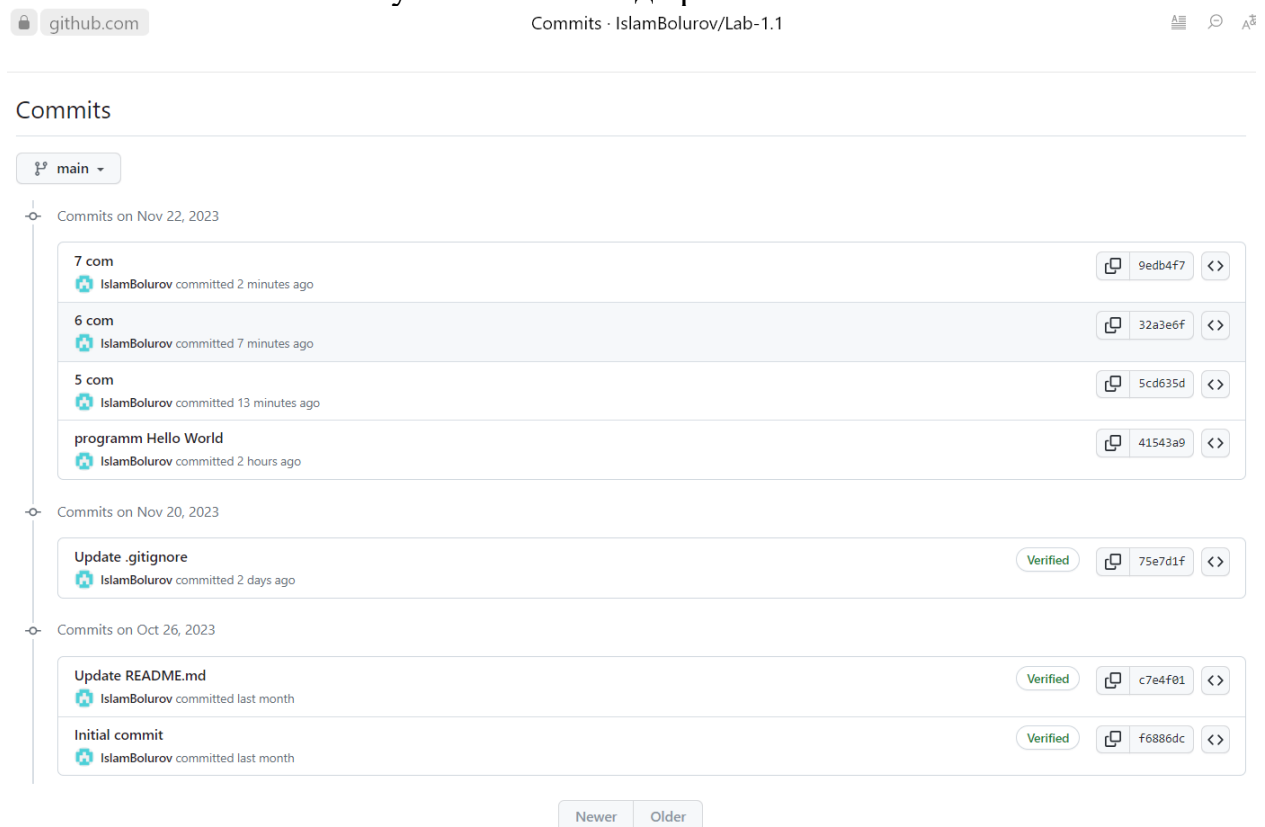 github.com
Commits · IslamBolurov/Lab-1.1
Commits
main
Commits on Nov 22, 2023
7 com
IslamBolurov committed 2 minutes ago
9edb4f7
6 com
IslamBolurov committed 7 minutes ago
32a3e6f
5 com
IslamBolurov committed 13 minutes ago
5cd635d
programm Hello World
IslamBolurov committed 2 hours ago
41543a9
Commits on Nov 20, 2023
Update .gitignore
IslamBolurov committed 2 days ago
Verified
75e7d1f
Commits on Oct 26, 2023
Update README.md
IslamBolurov committed last month
Verified
c7e4f01
Initial commit
IslamBolurov committed last month
Verified
f6886dc
Newer
Older